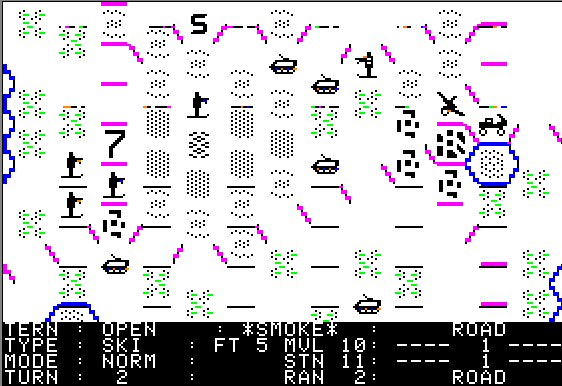 5
7
TERN : OPEN : *SMOKE* : ROAD
TYPE : SKI : FT 5 MVL 10: ---- 1 ----
MODE : NORM : STN 11: ---- 1 ----
TURN : 2 : RAN 2: ROAD